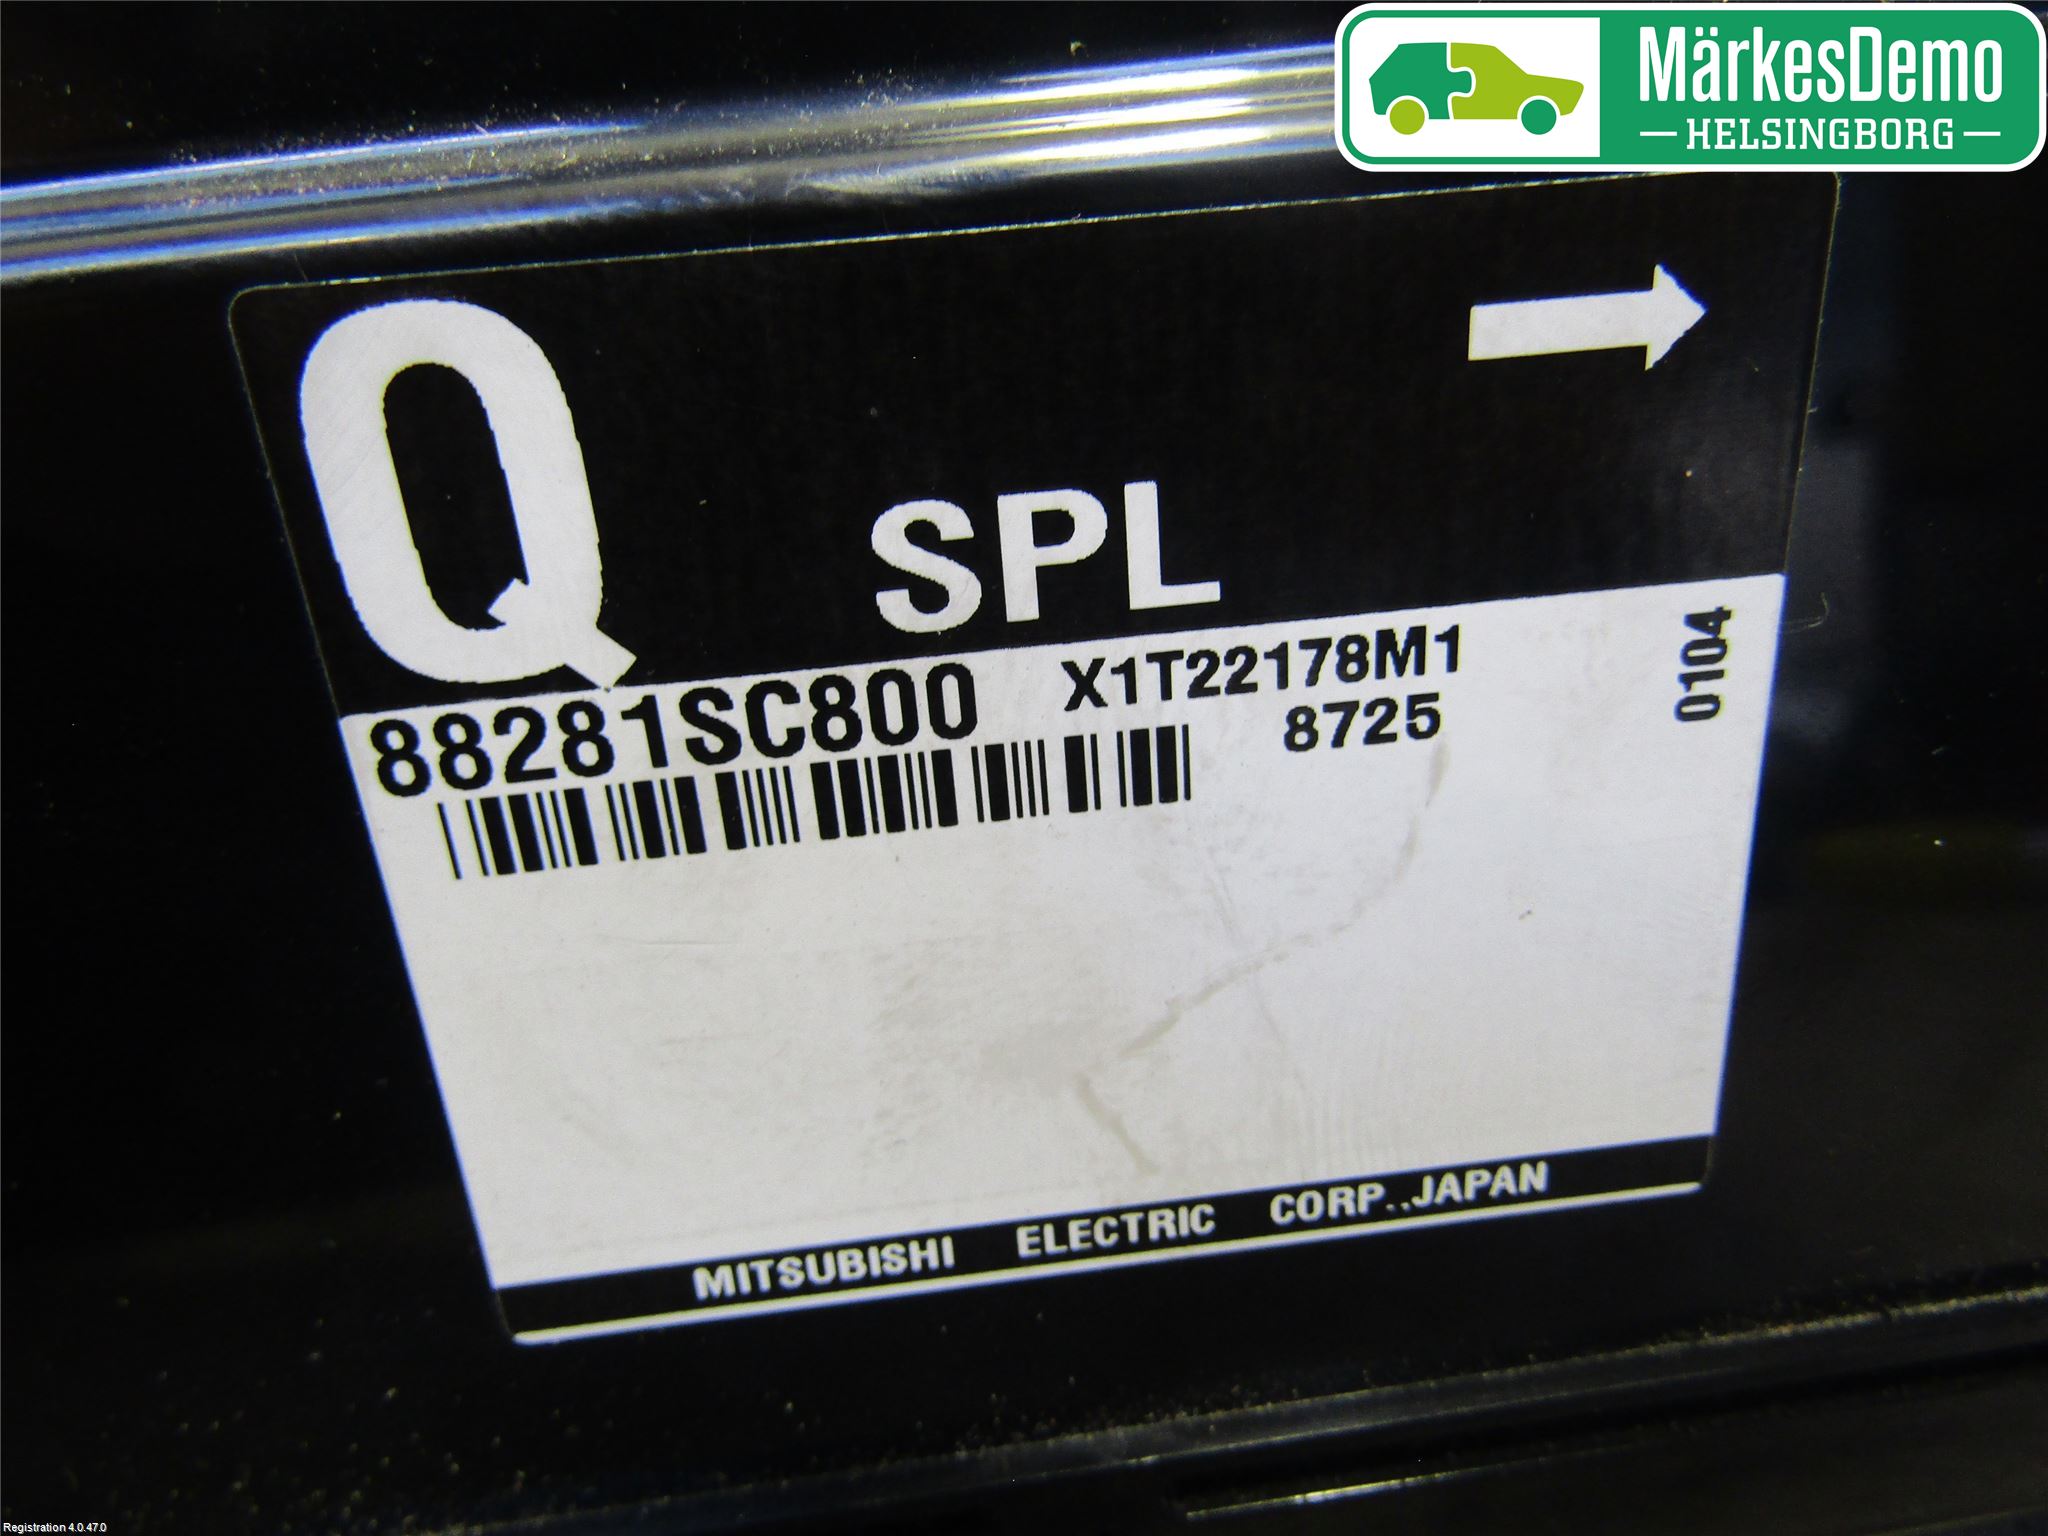 MärkesDemo
HELSINGBORG
Q
SPL
88281SC800 X1T22178M1
8725
0104
MITSUBISHI ELECTRIC CORP.,JAPAN
Registration 4.0.47.0